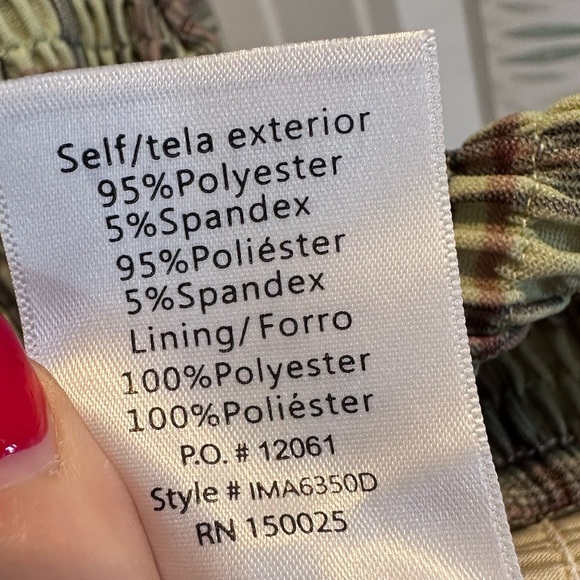 Self/tela exterior
95%Polyester
5%Spandex
95%Poliéster
5%Spandex
Lining/Forro
100%Polyester
100%Poliéster
P.O. # 12061
Style # IMA6350D
RN 150025